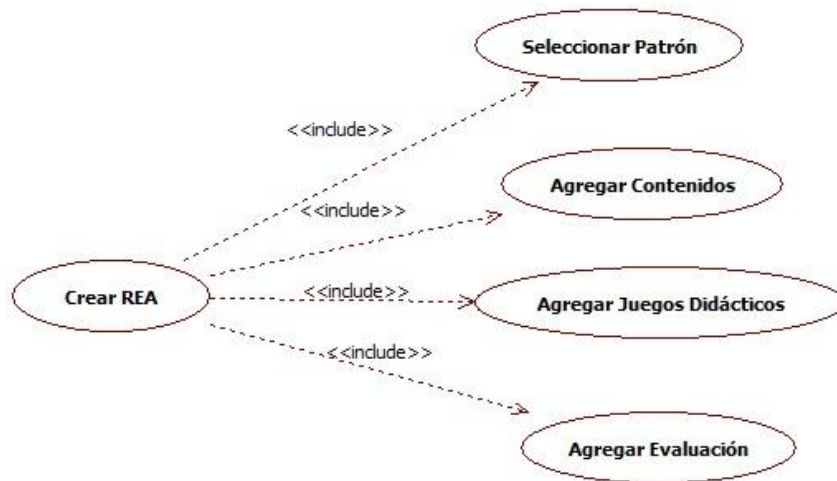 Seleccionar Patrón
<<include>>
Agregar Contenidos
<<include>>
Crear REA
<<include>>
Agregar Juegos Didácticos
<<include>>
Agregar Evaluación